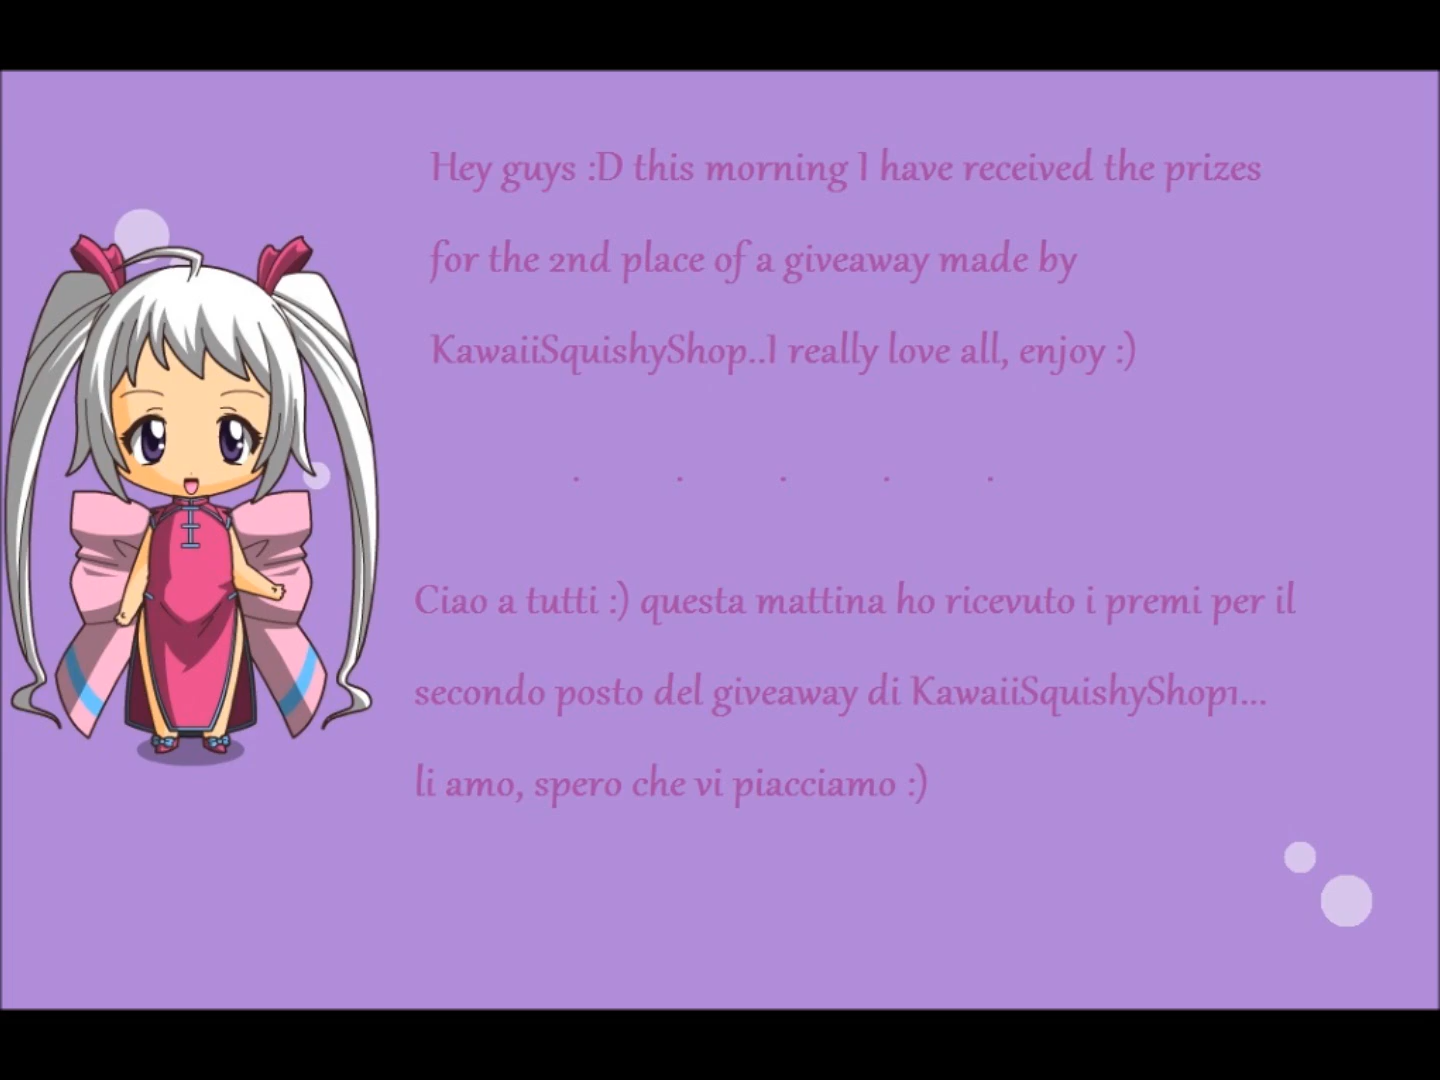 Hey guys :D this morning I have received the prizes
for the 2nd place of a giveaway made by
KawaiiSquishyShop..I really love all, enjoy :)
. . . . .
Ciao a tutti :) questa mattina ho ricevuto i premi per il
secondo posto del giveaway di KawaiiSquishyShop1...
li amo, spero che vi piacciamo :)